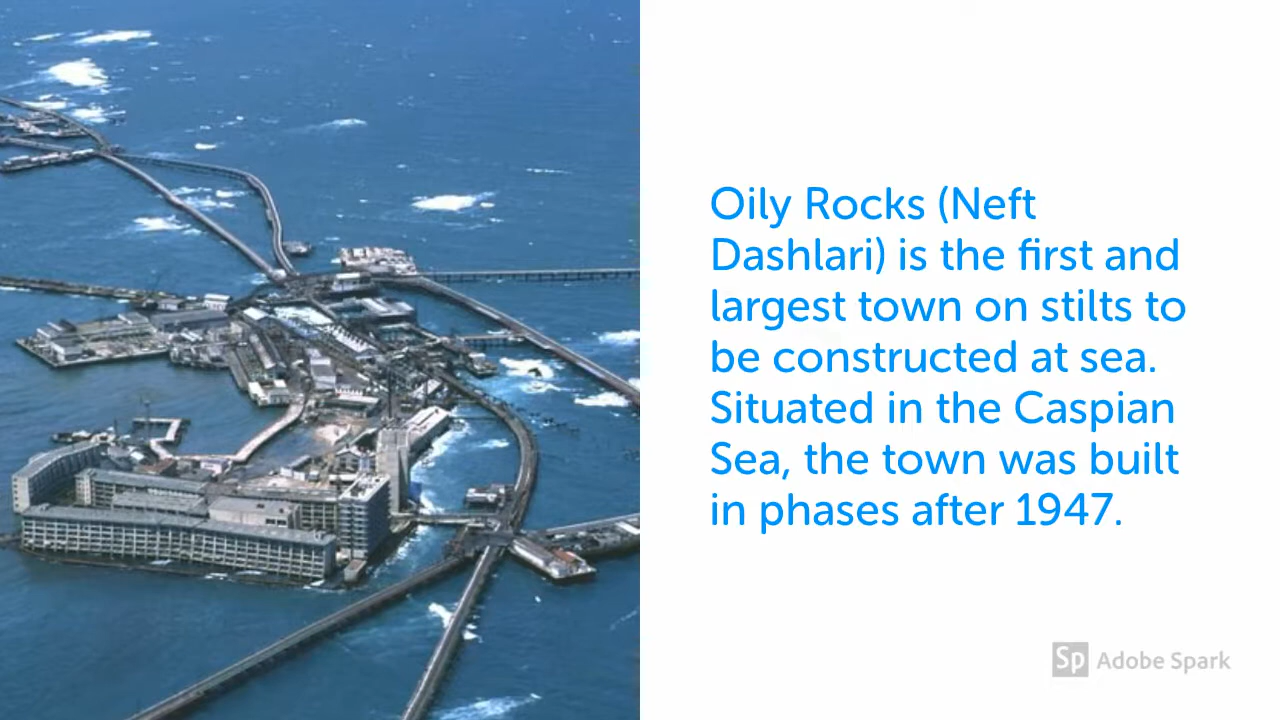 Oily Rocks (Neft
Dashlari) is the first and
largest town on stilts to
be constructed at sea.
Situated in the Caspian
Sea, the town was built
in phases after 1947.
Sp Adobe Spark